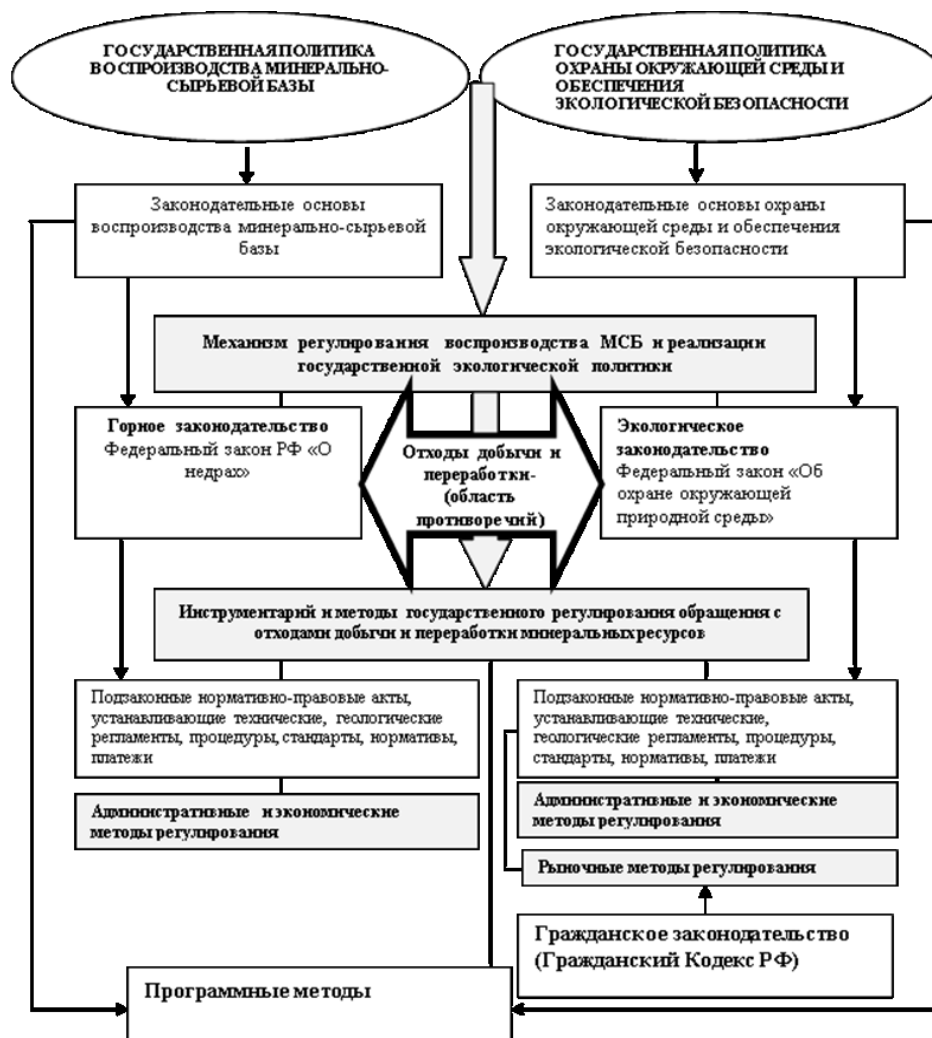 ГОСУДАРСТВЕННАЯ ПОЛИТИКА
ВОСПРОИЗВОДСТВА МИНЕРАЛЬНО-
СЫРЬЕВОЙ БАЗЫ
ГОСУДАРСТВЕННАЯ ПОЛИТИКА
ОХРАНЫ ОКРУЖАЮЩЕЙ СРЕДЫ И
ОБЕСПЕЧЕНИЯ
ЭКОЛОГИЧЕСКОЙ БЕЗОПАСНОСТИ
Законодательные основы
воспроизводства минерально-сырьевой
базы
Законодательные основы охраны
окружающей среды и обеспечения
экологической безопасности
Механизм регулирования воспроизводства МСБ и реализации
государственной экологической политики
Горное законодательство
Федеральный закон РФ «О
недрах»
Отходы добычи и
переработки-
(область
противоречий)
Экологическое
законодательство
Федеральный закон «Об
охране окружающей
природной среды»
Инструментарий и методы государственного регулирования обращения с
отходами добычи и переработки минеральных ресурсов
Подзаконные нормативно-правовые акты,
устанавливающие технические, геологические
регламенты, процедуры, стандарты, нормативы,
платежи
Подзаконные нормативно-правовые акты,
устанавливающие технические,
геологические регламенты, процедуры,
стандарты, нормативы, платежи
Административные и экономические
методы регулирования
Административные и экономические
методы регулирования
Рыночные методы регулирования
Гражданское законодательство
(Гражданский Кодекс РФ)
Программные методы